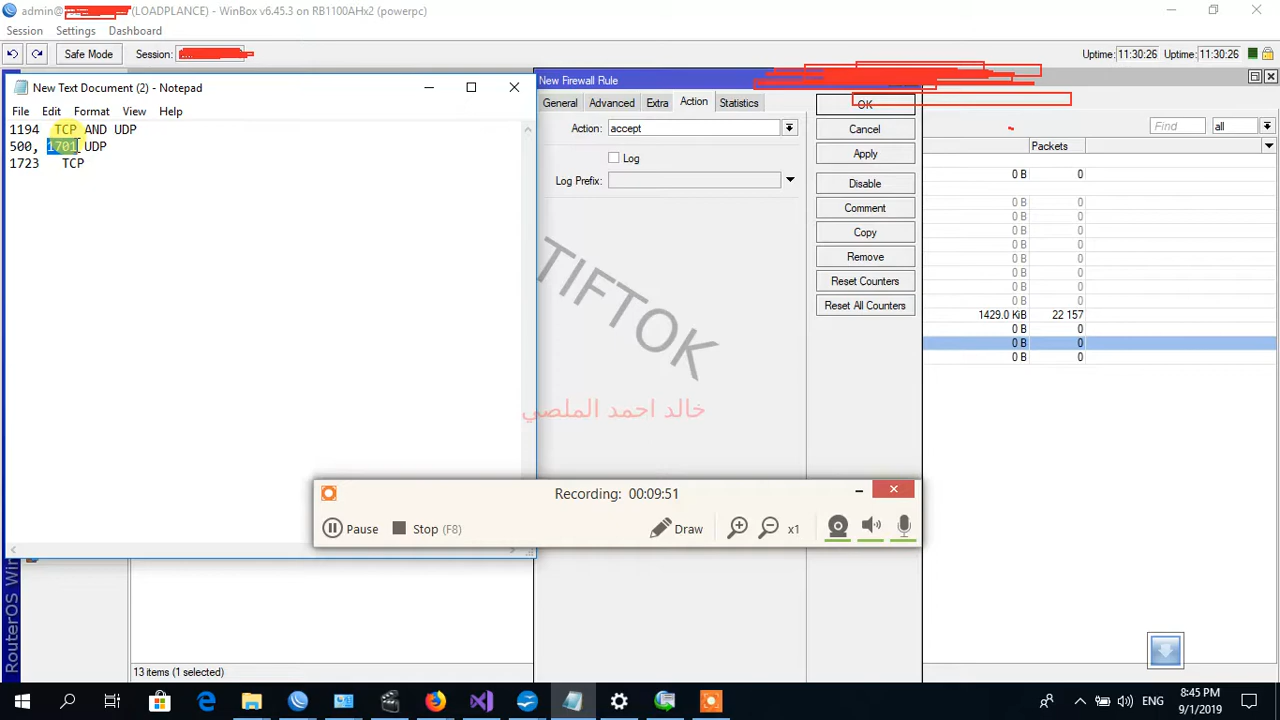 admin@ (LOADPLANCE) - WinBox v6.45.3 on RB1100AHx2 (powerpc)
Session Settings Dashboard
Safe Mode Session: Uptime: 11:30:26 Uptime: 11:30:26
New Text Document (2) - Notepad
File Edit Format View Help
1194 TCP AND UDP
500, 1701 UDP
1723 TCP
New Firewall Rule
General Advanced Extra Action Statistics
Action: accept
Log
Log Prefix:
OK
Cancel
Apply
Disable
Comment
Copy
Remove
Reset Counters
Reset All Counters
Find all
Packets
0 B 0
0 B 0
0 B 0
0 B 0
0 B 0
0 B 0
0 B 0
0 B 0
0 B 0
1429.0 KiB 22 157
0 B 0
0 B 0
0 B 0
TIFTOK
خالد احمد الملصي
Recording: 00:09:51
Pause Stop (F8) Draw x1
RouterOS Win
13 items (1 selected)
ENG
8:45 PM
9/1/2019